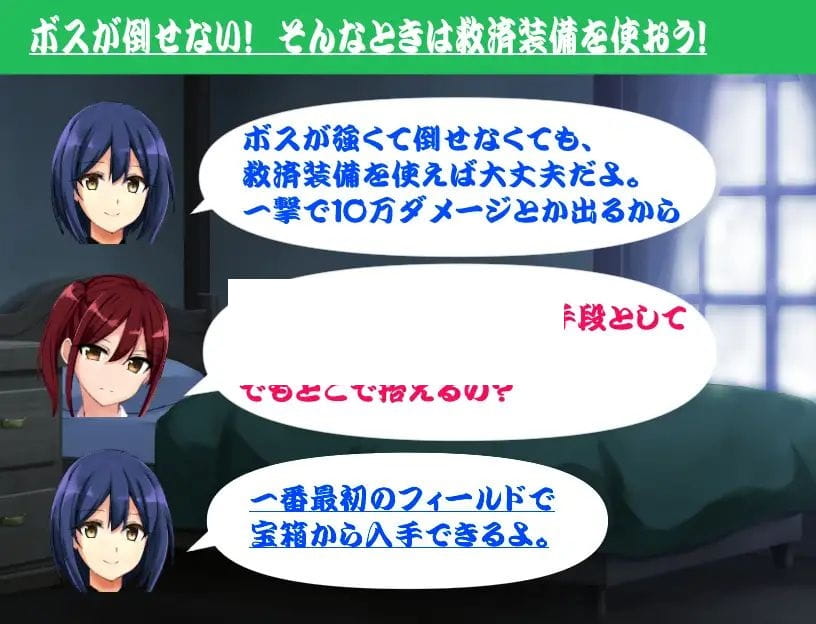 ボスが倒せない! そんなときは救済装備を使おう!
ボスが強くて倒せなくても、
救済装備を使えば大丈夫だよ。
一撃で10万ダメージとか出るから
手段として
でもどこで拾えるの?
一番最初のフィールドで
宝箱から入手できるよ。